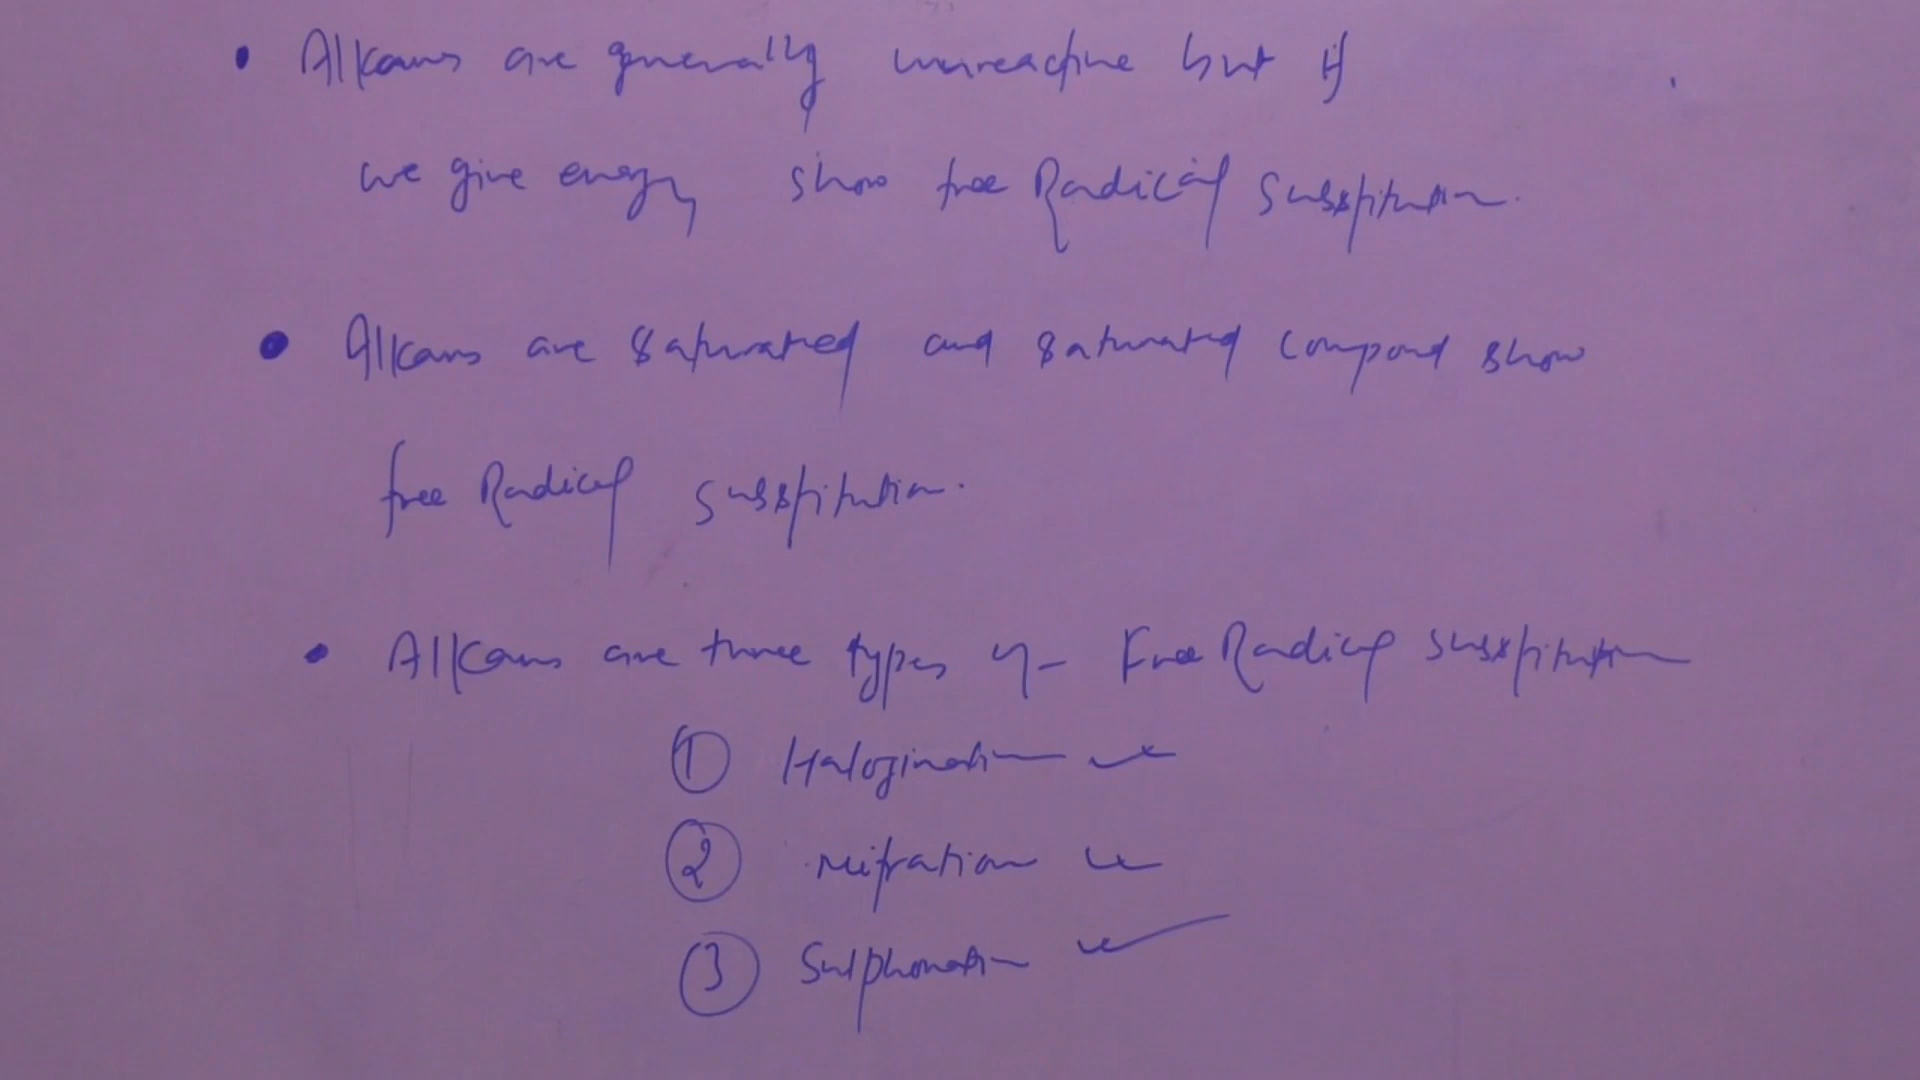 • Alkans are generally unreactive but if
we give energy show free Radical Substitution.
• Alkans are saturated and saturated compond show
free Radical substitution.
• Alkans are three types of Free Radical substitution
① Halogination
② Nitration
③ Sulphonation